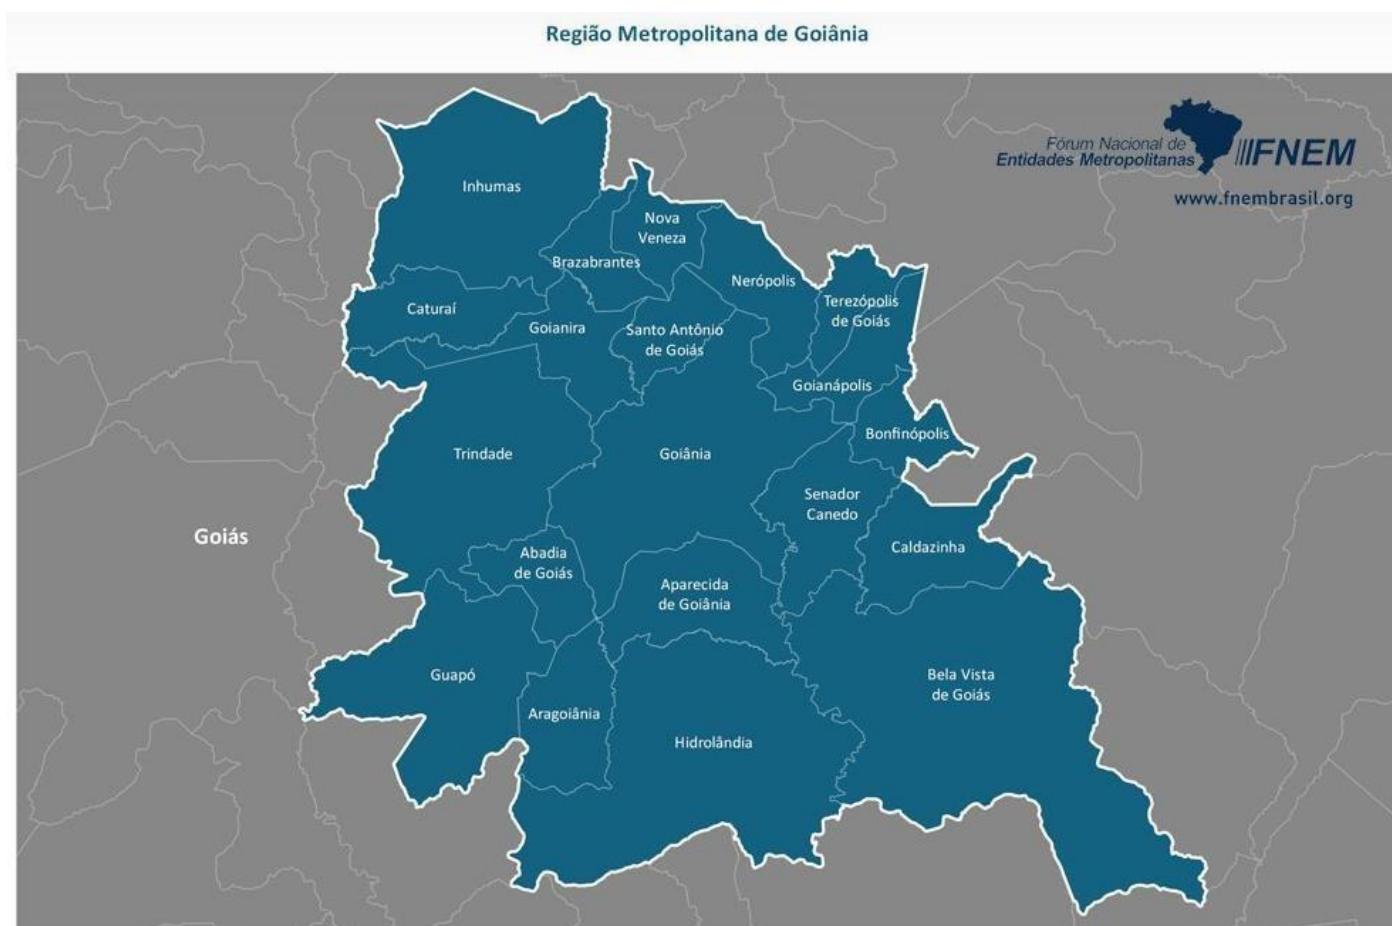 Região Metropolitana de Goiânia
Fórum Nacional de
Entidades Metropolitanas
FNEM
www.fnembrasil.org
Inhumas
Nova
Veneza
Brazabrantes
Nerópolis
Caturaí
Goianira
Santo Antônio
de Goiás
Terezópolis
de Goiás
Goianápolis
Bonfinópolis
Trindade
Goiânia
Senador
Canedo
Goiás
Caldazinha
Abadia
de Goiás
Aparecida
de Goiânia
Guapó
Bela Vista
de Goiás
Aragoiânia
Hidrolândia